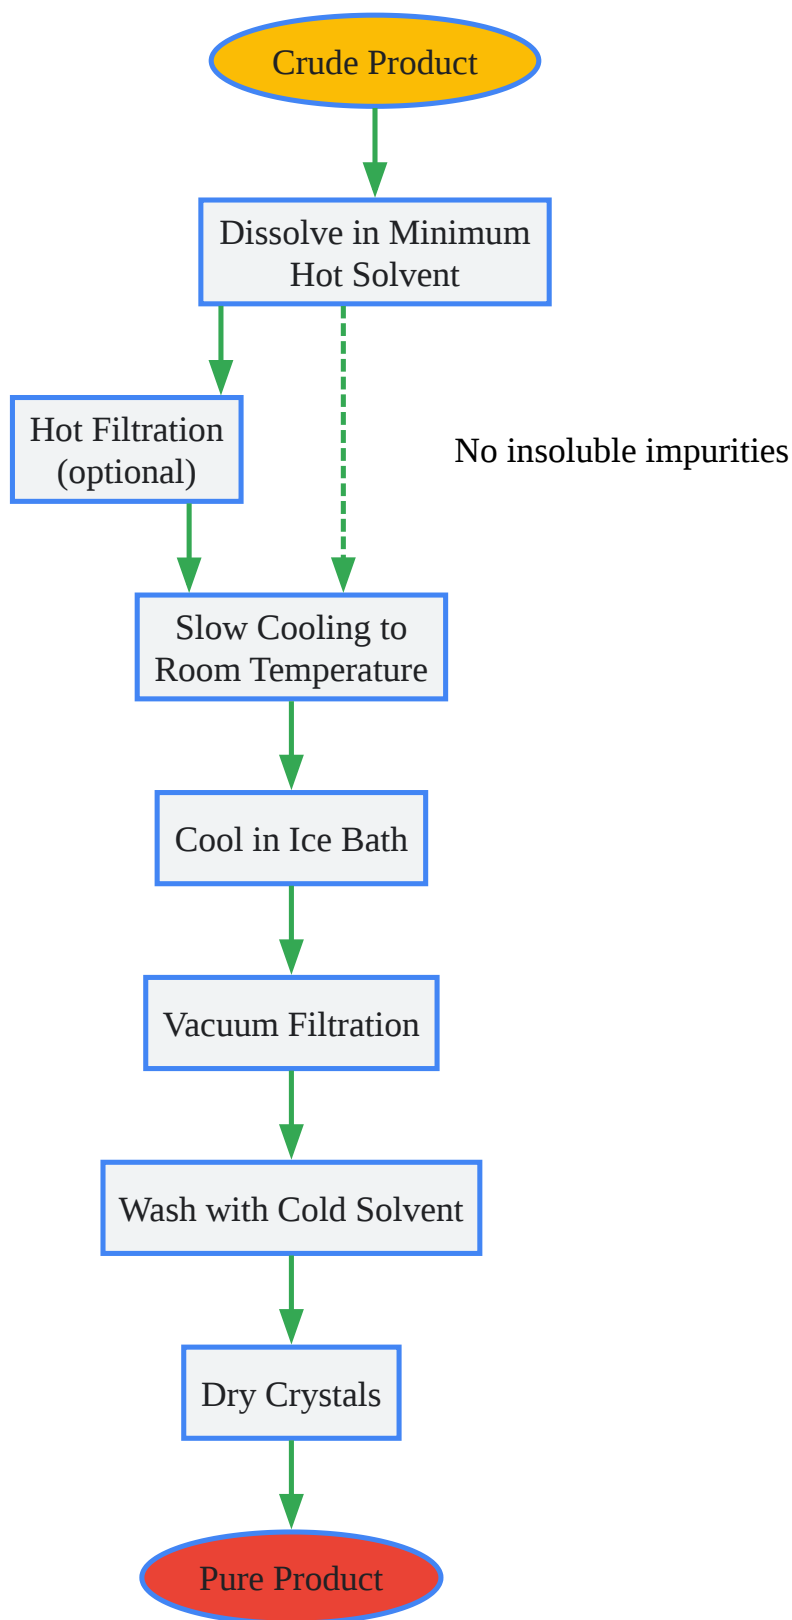 Crude Product
Dissolve in Minimum
Hot Solvent
Hot Filtration
(optional)
No insoluble impurities
Slow Cooling to
Room Temperature
Cool in Ice Bath
Vacuum Filtration
Wash with Cold Solvent
Dry Crystals
Pure Product